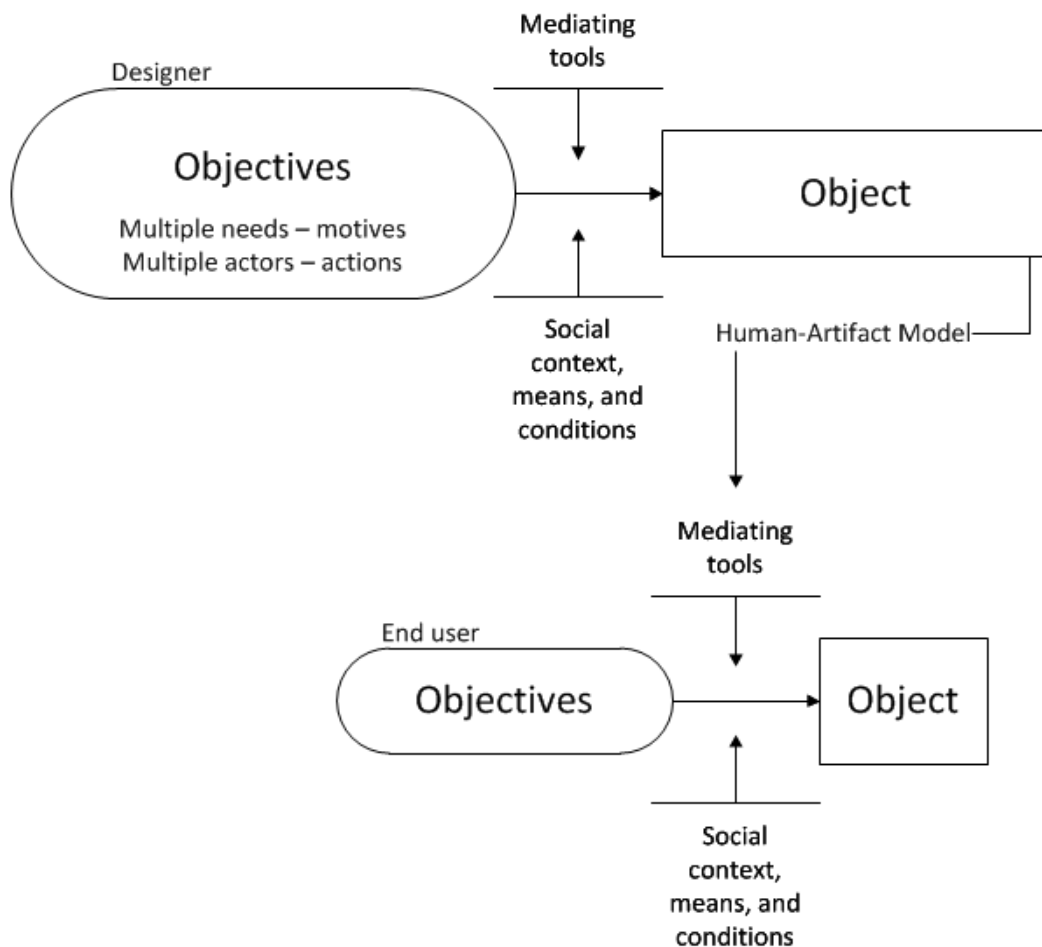 Mediating
tools
Designer
Objectives
Multiple needs – motives
Multiple actors – actions
Object
Social
context,
means, and
conditions
Human-Artifact Model
Mediating
tools
End user
Objectives
Object
Social
context,
means, and
conditions